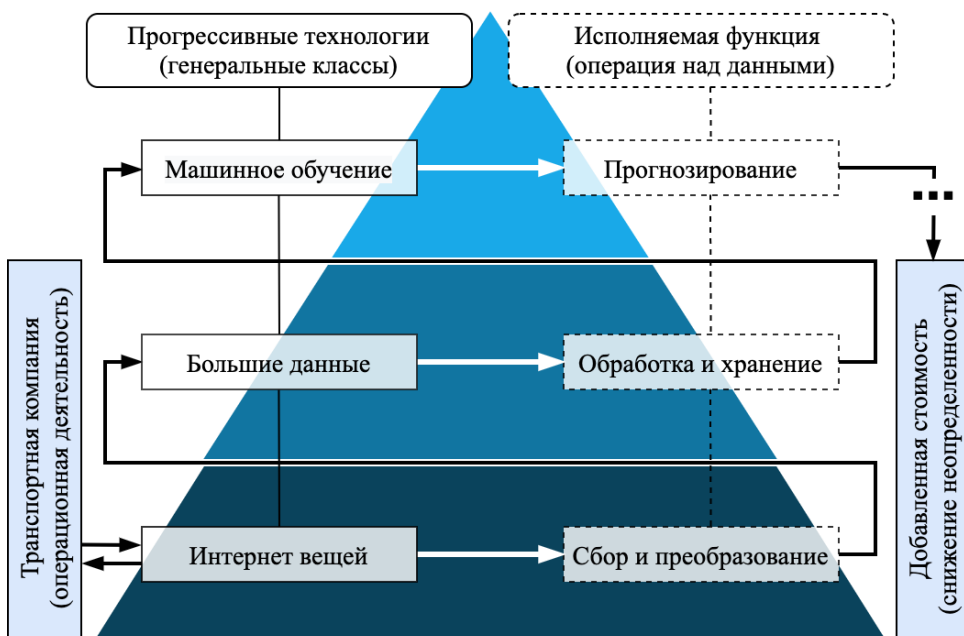 Прогрессивные технологии
(генеральные классы)
Исполняемая функция
(операция над данными)
Машинное обучение
Прогнозирование
...
Транспортная компания
(операционная деятельность)
Большие данные
Обработка и хранение
Добавленная стоимость
(снижение неопределенности)
Интернет вещей
Сбор и преобразование